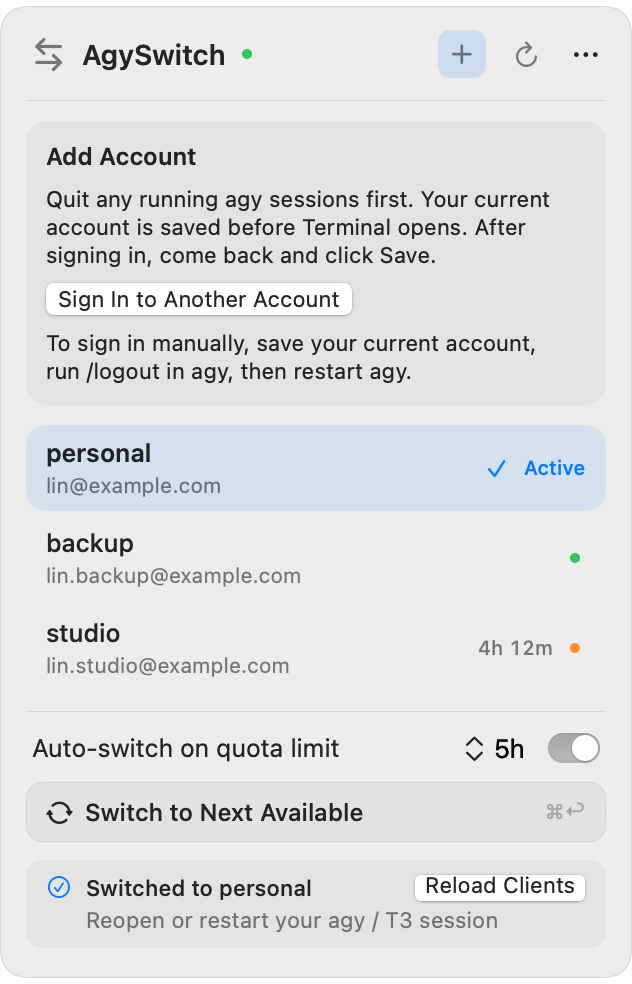 AgySwitch
Add Account
Quit any running agy sessions first. Your current
account is saved before Terminal opens. After
signing in, come back and click Save.
Sign In to Another Account
To sign in manually, save your current account,
run /logout in agy, then restart agy.
personal
lin@example.com
Active
backup
lin.backup@example.com
studio
lin.studio@example.com
4h 12m
Auto-switch on quota limit
5h
Switch to Next Available
⌘↩
Switched to personal
Reload Clients
Reopen or restart your agy / T3 session